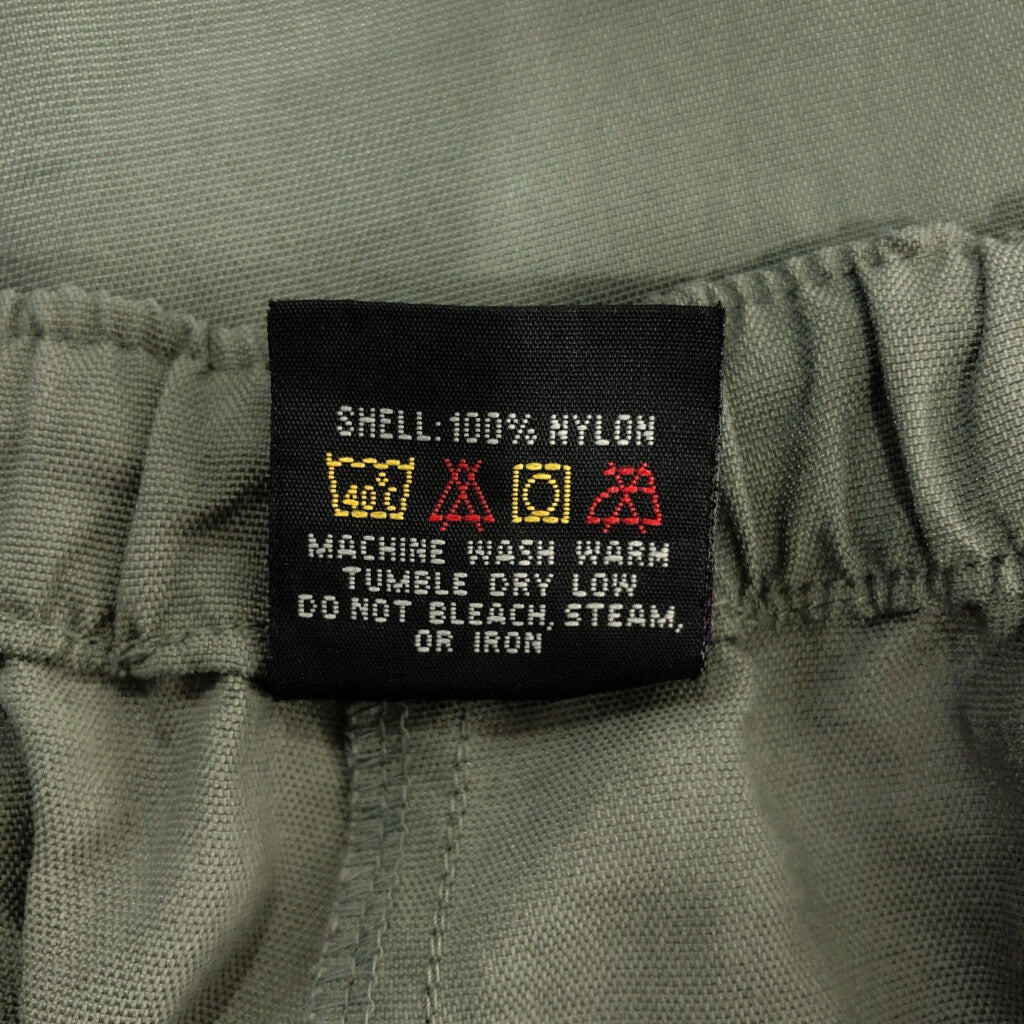 SHELL: 100% NYLON
40°C
MACHINE WASH WARM
TUMBLE DRY LOW
DO NOT BLEACH, STEAM,
OR IRON